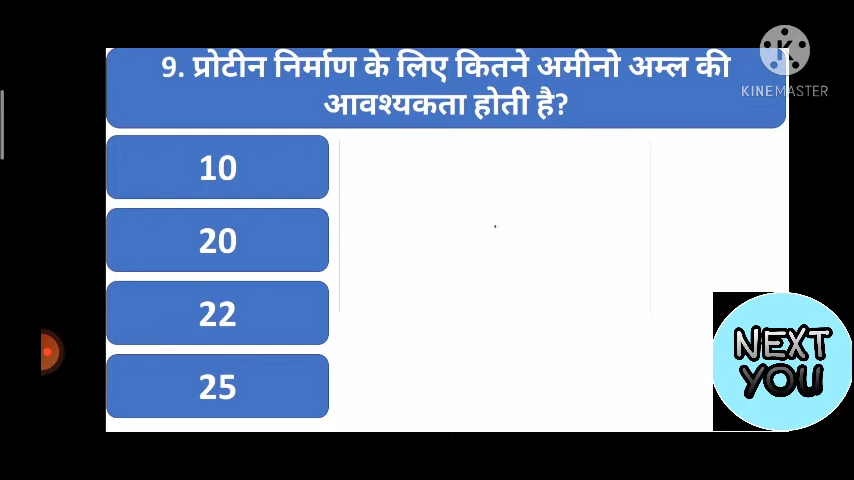 9. प्रोटीन निर्माण के लिए कितने अमीनो अम्ल की
आवश्यकता होती है?
10
20
22
25
KINEMASTER
NEXT
YOU